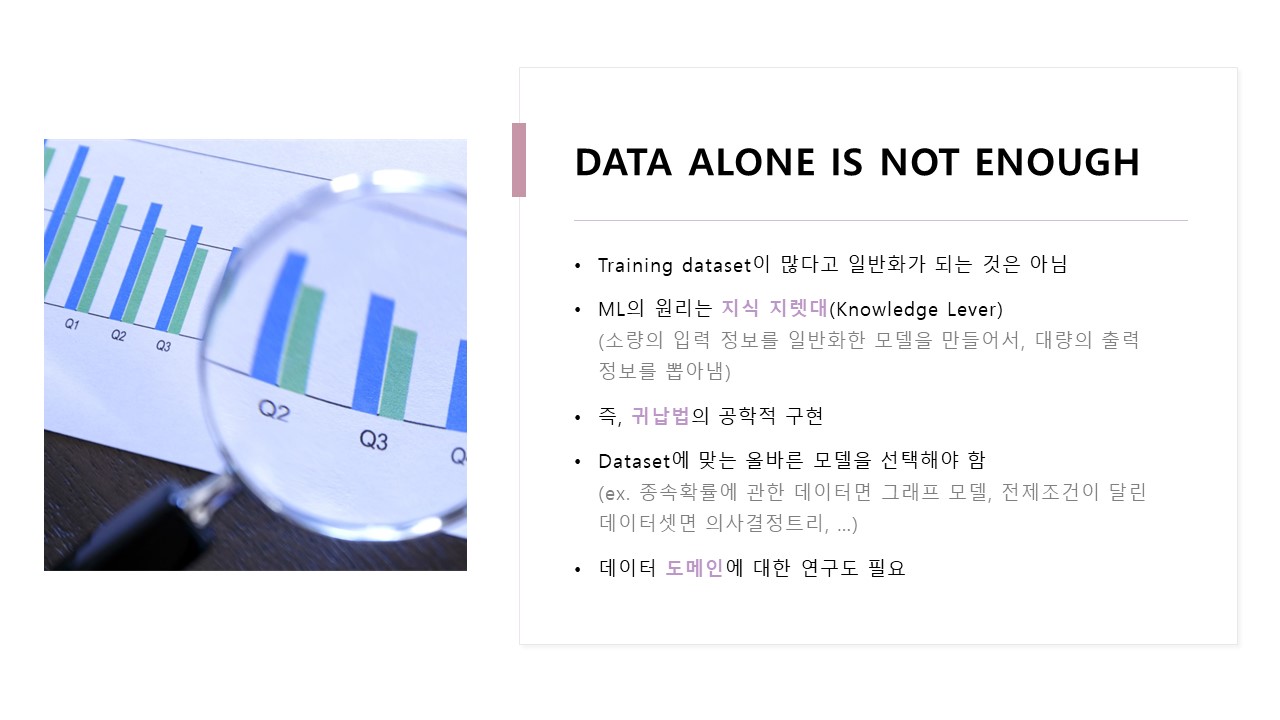 DATA ALONE IS NOT ENOUGH
• Training dataset이 많다고 일반화가 되는 것은 아님
• ML의 원리는 지식 지렛대(Knowledge Lever)
(소량의 입력 정보를 일반화한 모델을 만들어서, 대량의 출력
정보를 뽑아냄)
• 즉, 귀납법의 공학적 구현
• Dataset에 맞는 올바른 모델을 선택해야 함
(ex. 종속확률에 관한 데이터면 그래프 모델, 전제조건이 달린
데이터셋면 의사결정트리, …)
• 데이터 도메인에 대한 연구도 필요
Q1
Q2
Q3
Q2
Q3